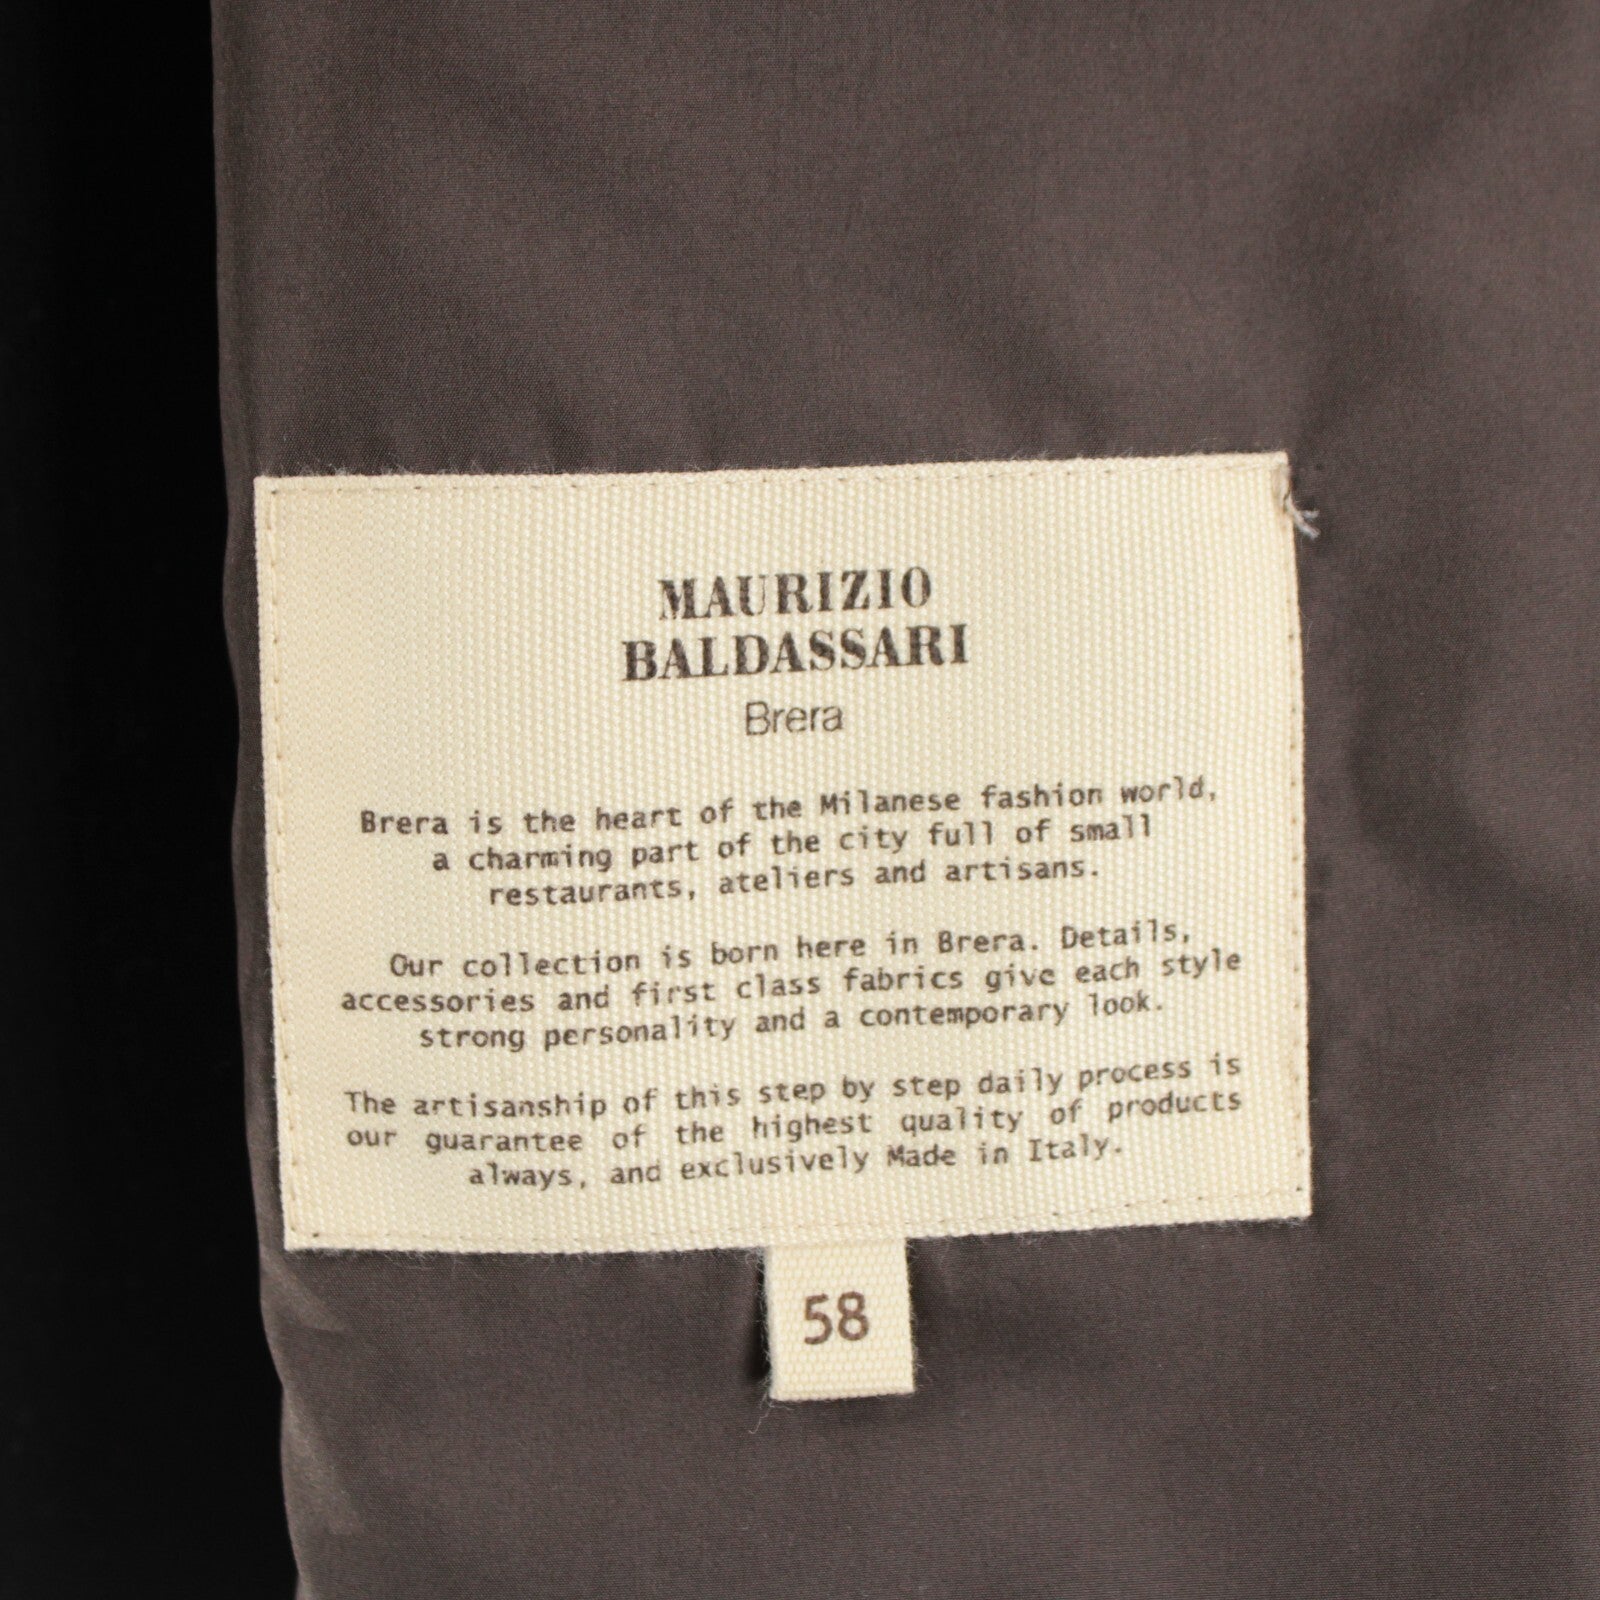 MAURIZIO
BALDASSARI
Brera
Brera is the heart of the Milanese fashion world,
a charming part of the city full of small
restaurants, ateliers and artisans.
Our collection is born here in Brera. Details,
accessories and first class fabrics give each style
strong personality and a contemporary look.
The artisanship of this step by step daily process is
our guarantee of the highest quality of products
always, and exclusively Made in Italy.
58